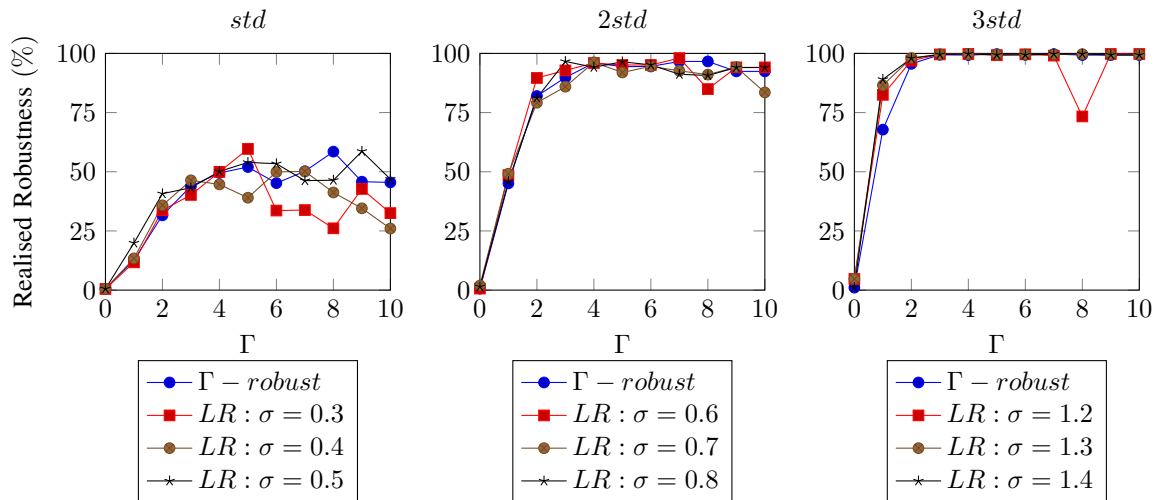 std
2std
3std
Realised Robustness (%)
100
75
50
25
0
0 2 4 6 8 10
Γ
100
75
50
25
0
0 2 4 6 8 10
Γ
100
75
50
25
0
0 2 4 6 8 10
Γ
Γ − robust
LR : σ = 0.3
LR : σ = 0.4
LR : σ = 0.5
Γ − robust
LR : σ = 0.6
LR : σ = 0.7
LR : σ = 0.8
Γ − robust
LR : σ = 1.2
LR : σ = 1.3
LR : σ = 1.4